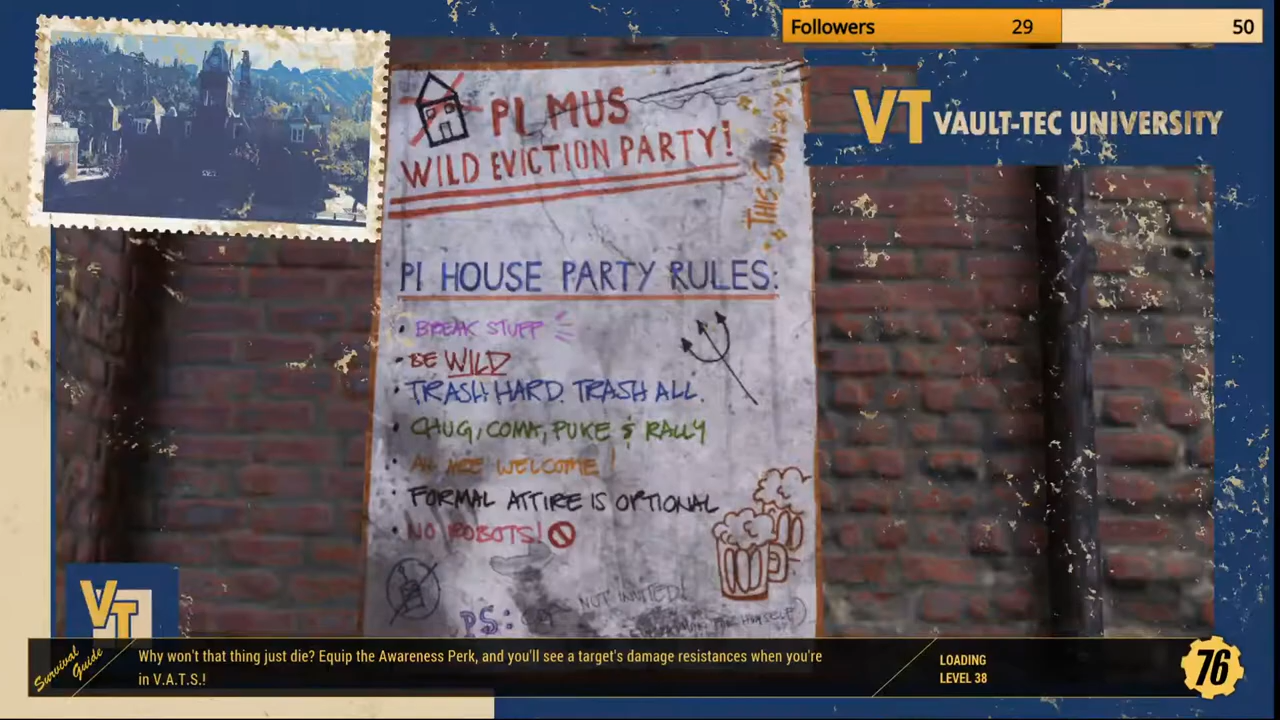 Followers 29 50
VT VAULT-TEC UNIVERSITY
PI MUS
WILD EVICTION PARTY!
THIS SUNDAY
PI HOUSE PARTY RULES:
• BREAK STUFF
• BE WILD
• TRASH HARD. TRASH ALL.
• CHUG, COMA, PUKE & RALLY
• ALL ARE WELCOME!
• FORMAL ATTIRE IS OPTIONAL
• NO ROBOTS!
PS:
NOT INVITED!
HIMSELF)
VT
Survival Guide
Why won't that thing just die? Equip the Awareness Perk, and you'll see a target's damage resistances when you're
in V.A.T.S.!
LOADING
LEVEL 38
76